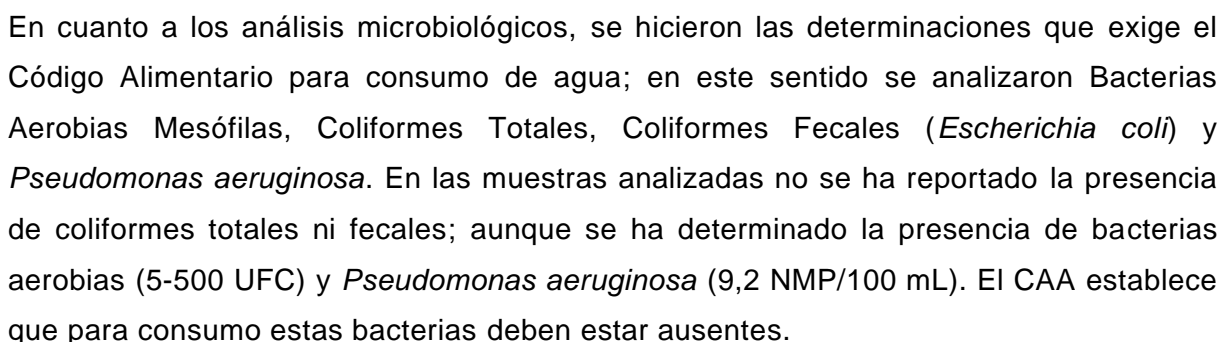 En cuanto a los análisis microbiológicos, se hicieron las determinaciones que exige el
Código Alimentario para consumo de agua; en este sentido se analizaron Bacterias
Aerobias Mesófilas, Coliformes Totales, Coliformes Fecales (Escherichia coli) y
Pseudomonas aeruginosa. En las muestras analizadas no se ha reportado la presencia
de coliformes totales ni fecales; aunque se ha determinado la presencia de bacterias
aerobias (5-500 UFC) y Pseudomonas aeruginosa (9,2 NMP/100 mL). El CAA establece
que para consumo estas bacterias deben estar ausentes.